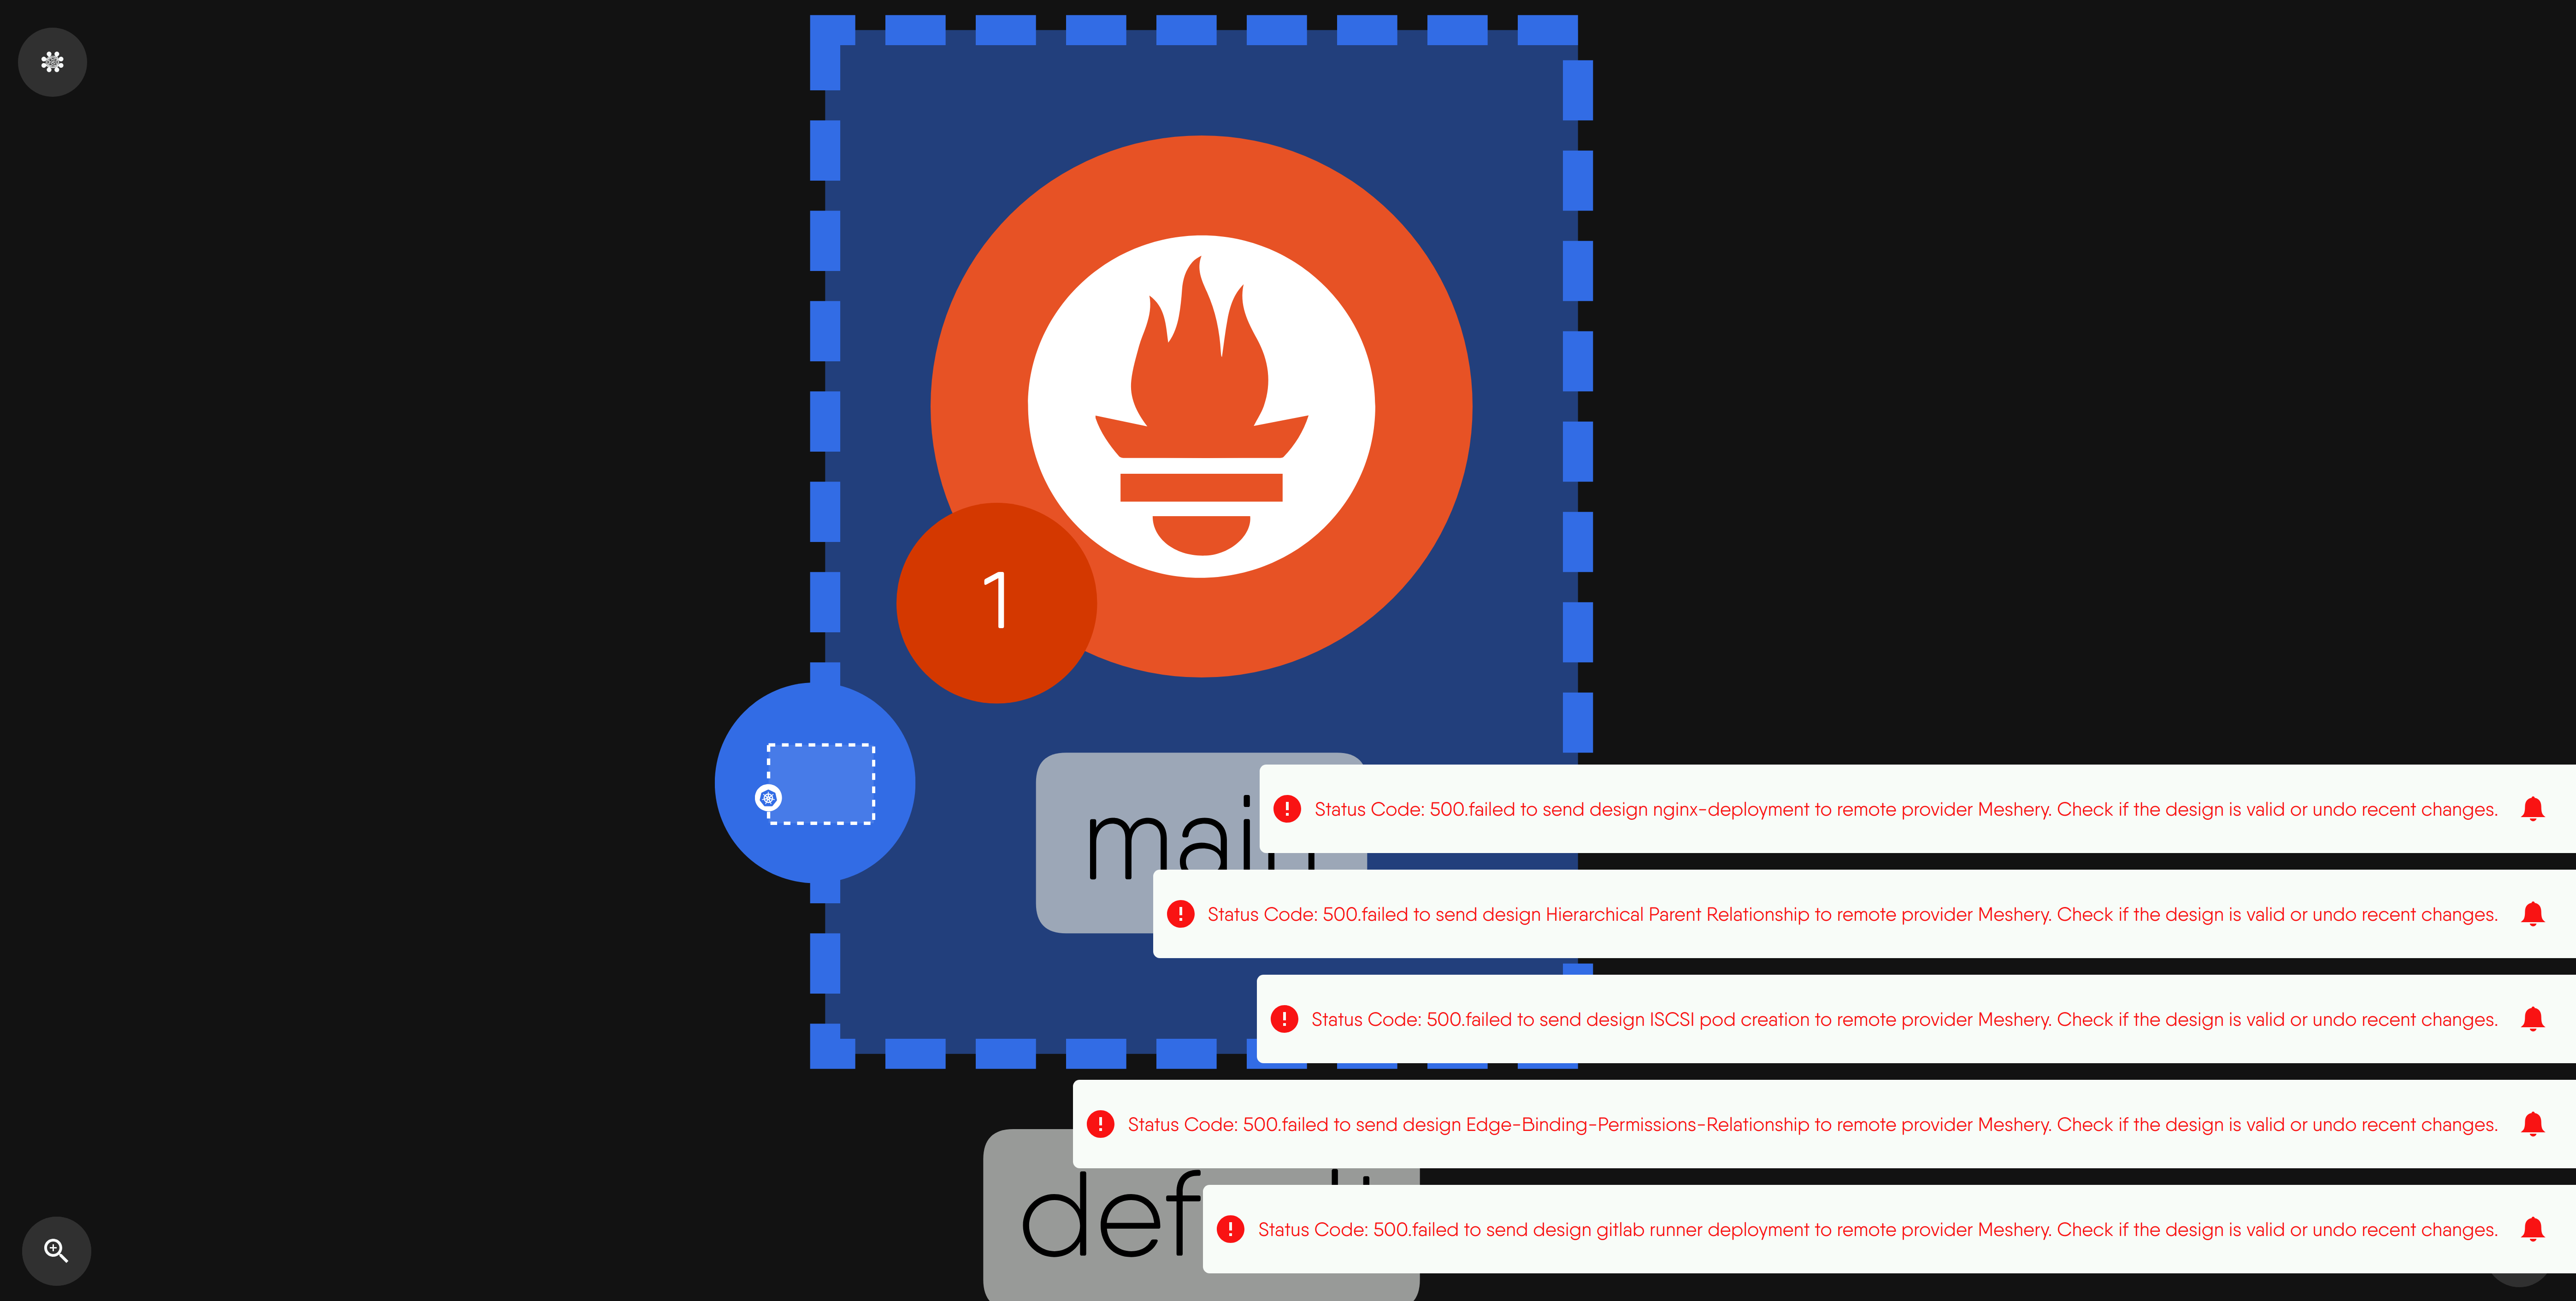 1
main
Status Code: 500.failed to send design nginx-deployment to remote provider Meshery. Check if the design is valid or undo recent changes.
Status Code: 500.failed to send design Hierarchical Parent Relationship to remote provider Meshery. Check if the design is valid or undo recent changes.
Status Code: 500.failed to send design ISCSI pod creation to remote provider Meshery. Check if the design is valid or undo recent changes.
Status Code: 500.failed to send design Edge-Binding-Permissions-Relationship to remote provider Meshery. Check if the design is valid or undo recent changes.
default
Status Code: 500.failed to send design gitlab runner deployment to remote provider Meshery. Check if the design is valid or undo recent changes.